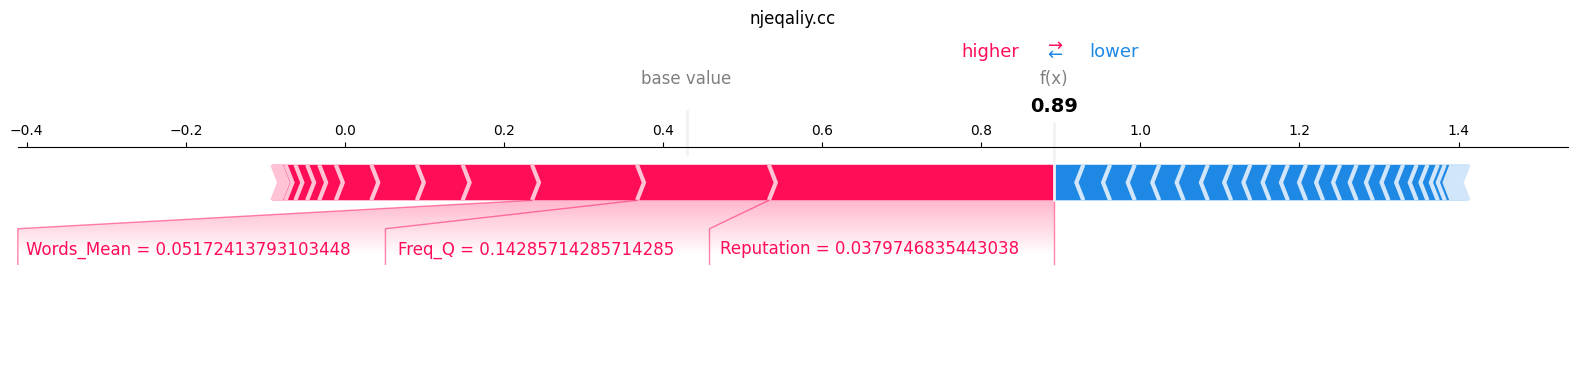 njeqaliy.cc
higher ⇄ lower
base value f(x)
0.89
−0.4 −0.2 0.0 0.2 0.4 0.6 0.8 1.0 1.2 1.4
Words_Mean = 0.05172413793103448 Freq_Q = 0.14285714285714285 Reputation = 0.0379746835443038